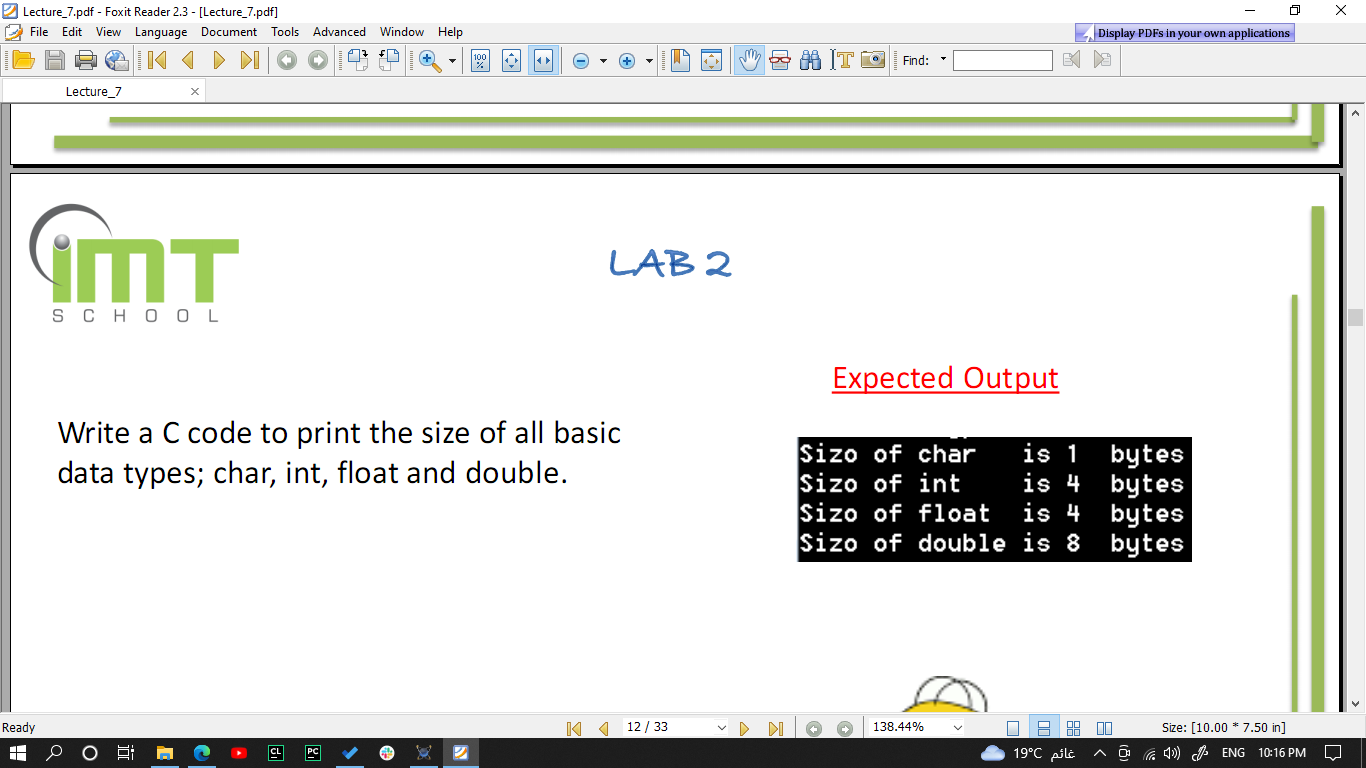 Lecture_7.pdf - Foxit Reader 2.3 - [Lecture_7.pdf]
File Edit View Language Document Tools Advanced Window Help
Display PDFs in your own applications
100 %
Find:
Lecture_7
iMT
SCHOOL
LAB 2
Expected Output
Write a C code to print the size of all basic
data types; char, int, float and double.
Sizo of char is 1 bytes
Sizo of int is 4 bytes
Sizo of float is 4 bytes
Sizo of double is 8 bytes
Ready
12 / 33
138.44%
Size: [10.00 * 7.50 in]
CL
PC
19°C غائم
ENG
10:16 PM